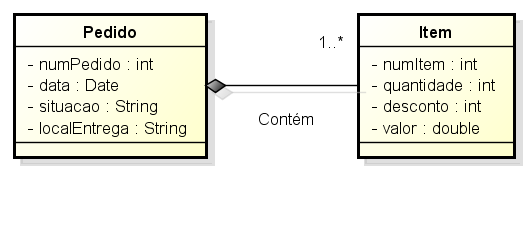 Pedido
- numPedido : int
- data : Date
- situacao : String
- localEntrega : String
1..*
Contém
Item
- numItem : int
- quantidade : int
- desconto : int
- valor : double